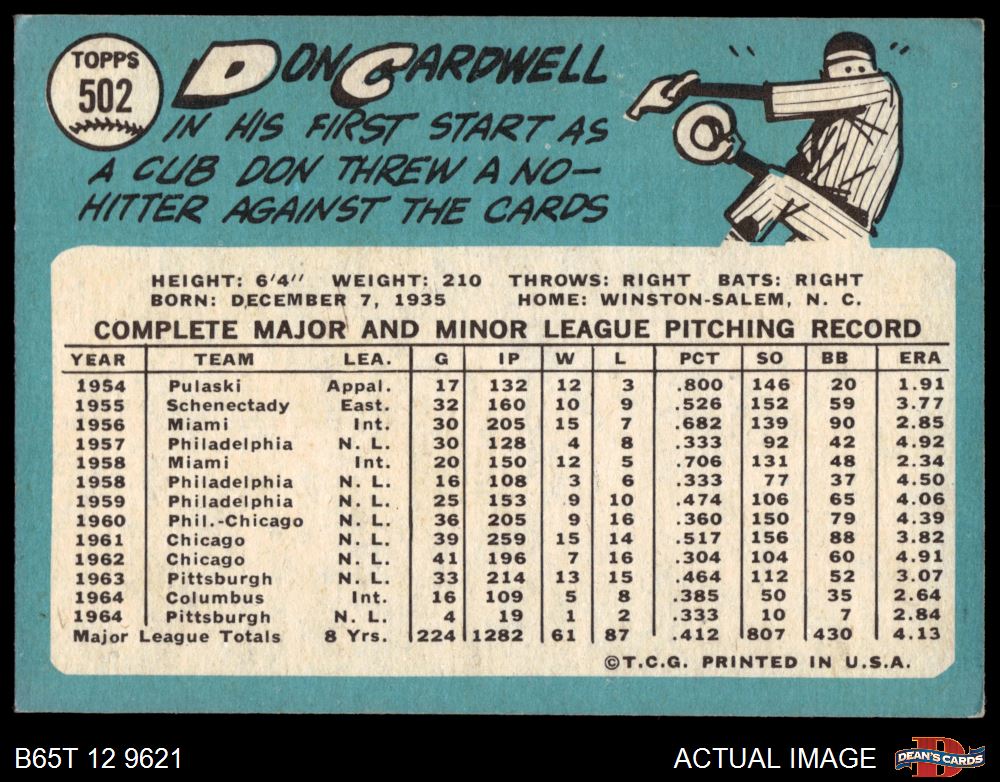 TOPPS
502
DON CARDWELL
IN HIS FIRST START AS
A CUB DON THREW A NO-
HITTER AGAINST THE CARDS
HEIGHT: 6'4" WEIGHT: 210 THROWS: RIGHT BATS: RIGHT
BORN: DECEMBER 7, 1935 HOME: WINSTON-SALEM, N. C.
COMPLETE MAJOR AND MINOR LEAGUE PITCHING RECORD
YEAR TEAM LEA. G IP W L PCT SO BB ERA
1954 Pulaski Appal. 17 132 12 3 .800 146 20 1.91
1955 Schenectady East. 32 160 10 9 .526 152 59 3.77
1956 Miami Int. 30 205 15 7 .682 139 90 2.85
1957 Philadelphia N. L. 30 128 4 8 .333 92 42 4.92
1958 Miami Int. 20 150 12 5 .706 131 48 2.34
1958 Philadelphia N. L. 16 108 3 6 .333 77 37 4.50
1959 Philadelphia N. L. 25 153 9 10 .474 106 65 4.06
1960 Phil.-Chicago N. L. 36 205 9 16 .360 150 79 4.39
1961 Chicago N. L. 39 259 15 14 .517 156 88 3.82
1962 Chicago N. L. 41 196 7 16 .304 104 60 4.91
1963 Pittsburgh N. L. 33 214 13 15 .464 112 52 3.07
1964 Columbus Int. 16 109 5 8 .385 50 35 2.64
1964 Pittsburgh N. L. 4 19 1 2 .333 10 7 2.84
Major League Totals 8 Yrs. 224 1282 61 87 .412 807 430 4.13
©T.C.G. PRINTED IN U.S.A.
B65T 12 9621
ACTUAL IMAGE
D
DEAN'S CARDS